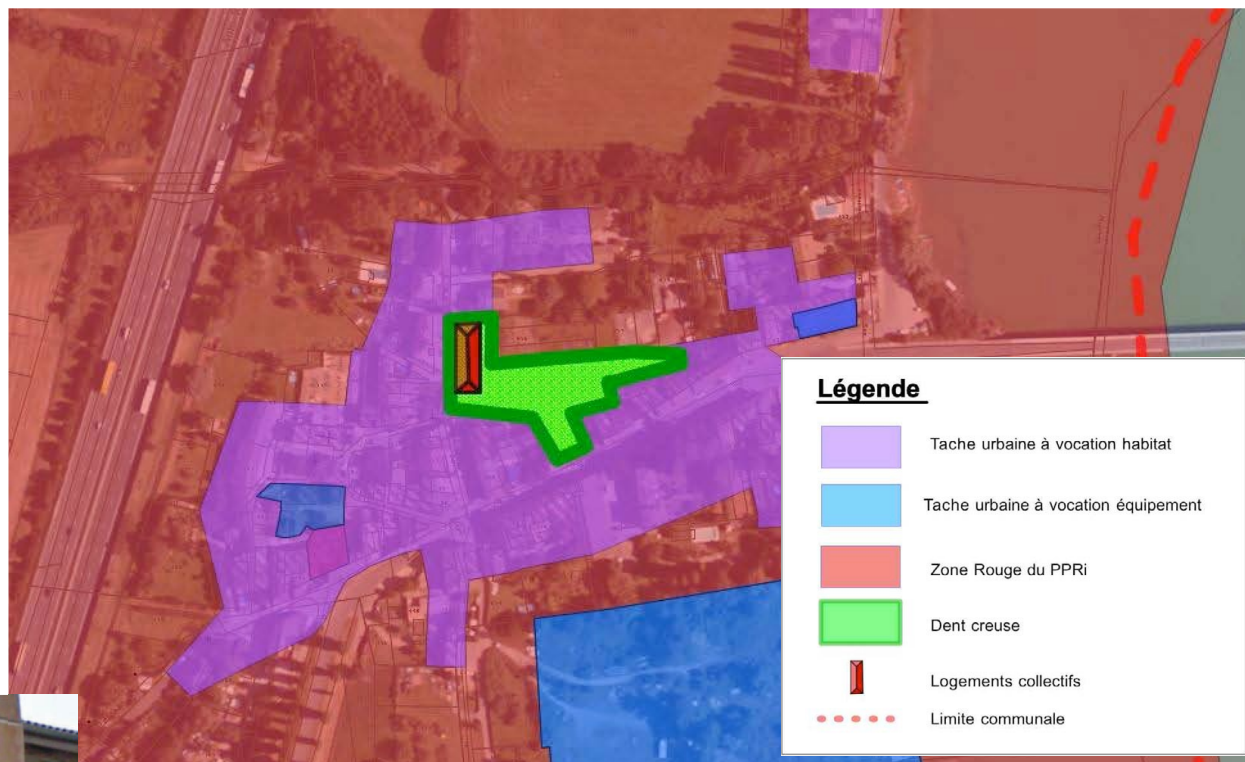 Légende
Tache urbaine à vocation habitat
Tache urbaine à vocation équipement
Zone Rouge du PPRi
Dent creuse
Logements collectifs
Limite communale